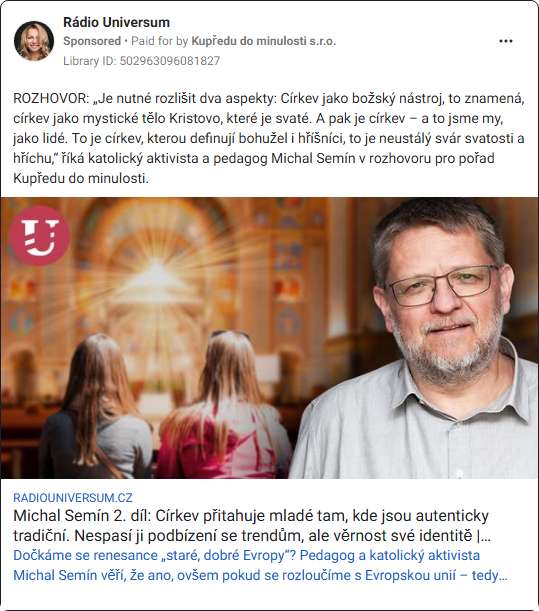 Rádio Universum
Sponsored • Paid for by Kupředu do minulosti s.r.o.
Library ID: 502963096081827
ROZHOVOR: „Je nutné rozlišit dva aspekty: Církev jako božský nástroj, to znamená,
církev jako mystické tělo Kristovo, které je svaté. A pak je církev – a to jsme my,
jako lidé. To je církev, kterou definují bohužel i hříšníci, to je neustálý svár svatosti a
hříchu,“ říká katolický aktivista a pedagog Michal Semín v rozhovoru pro pořad
Kupředu do minulosti.
U
RADIOUNIVERSUM.CZ
Michal Semín 2. díl: Církev přitahuje mladé tam, kde jsou autenticky
tradiční. Nespasí ji podbízení se trendům, ale věrnost své identitě |...
Dočkáme se renesance „staré, dobré Evropy“? Pedagog a katolický aktivista
Michal Semín věří, že ano, ovšem pokud se rozloučíme s Evropskou unií – tedy...